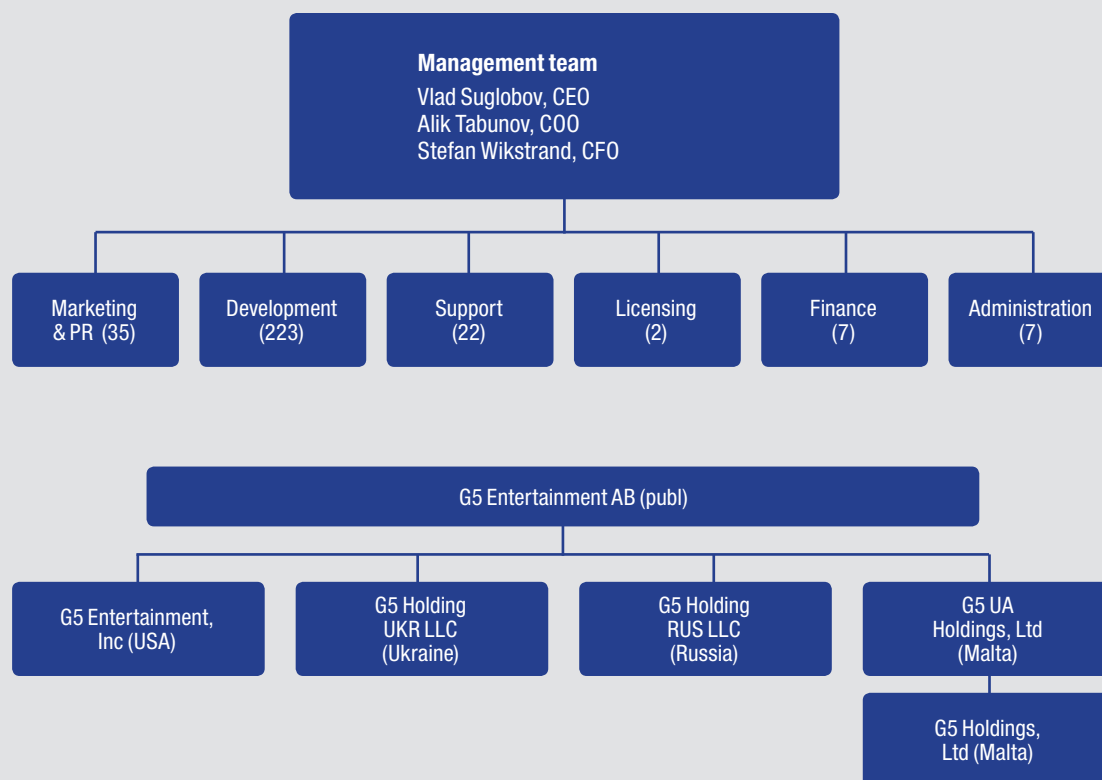 Management team
Vlad Suglobov, CEO
Alik Tabunov, COO
Stefan Wikstrand, CFO
Marketing
& PR (35)
Development
(223)
Support
(22)
Licensing
(2)
Finance
(7)
Administration
(7)
G5 Entertainment AB (publ)
G5 Entertainment,
Inc (USA)
G5 Holding
UKR LLC
(Ukraine)
G5 Holding
RUS LLC
(Russia)
G5 UA
Holdings, Ltd
(Malta)
G5 Holdings,
Ltd (Malta)